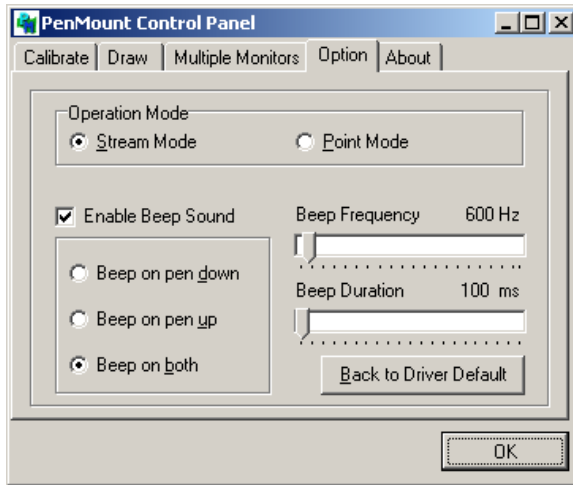 PenMount Control Panel
Calibrate Draw Multiple Monitors Option About
Operation Mode
Stream Mode Point Mode
Enable Beep Sound
Beep Frequency 600 Hz
Beep on pen down
Beep Duration 100 ms
Beep on pen up
Beep on both
Back to Driver Default
OK